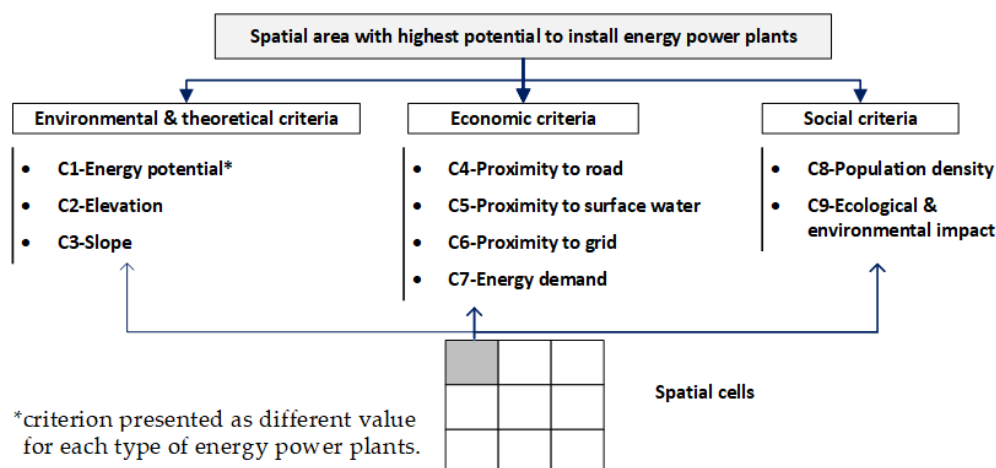 Spatial area with highest potential to install energy power plants
Environmental & theoretical criteria
• C1-Energy potential*
• C2-Elevation
• C3-Slope
Economic criteria
• C4-Proximity to road
• C5-Proximity to surface water
• C6-Proximity to grid
• C7-Energy demand
Social criteria
• C8-Population density
• C9-Ecological &
environmental impact
Spatial cells
*criterion presented as different value
for each type of energy power plants.